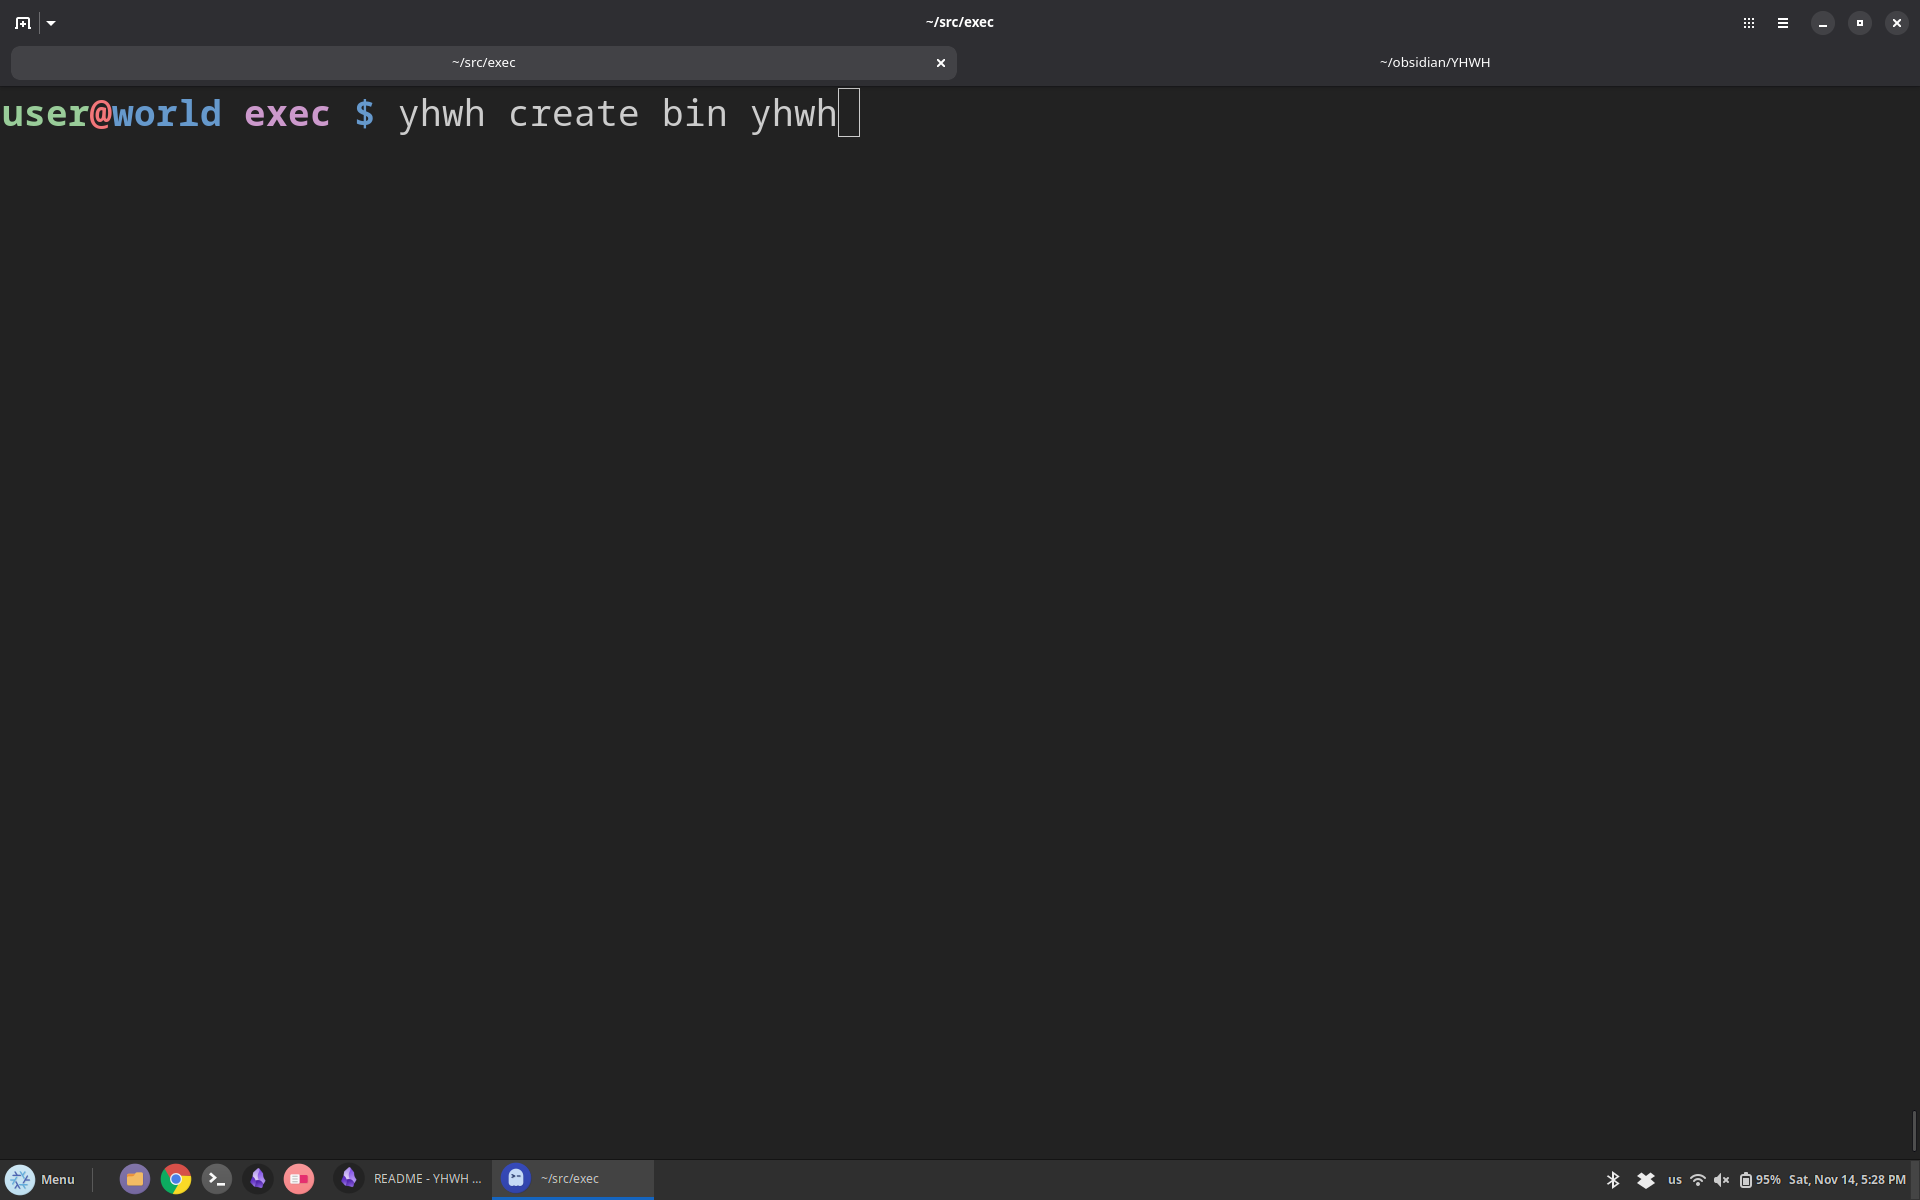 ~/src/exec
~/src/exec
~/obsidian/YHWH
user@world exec $ yhwh create bin yhwh
Menu
README - YHWH ...
~/src/exec
us
95%
Sat, Nov 14, 5:28 PM